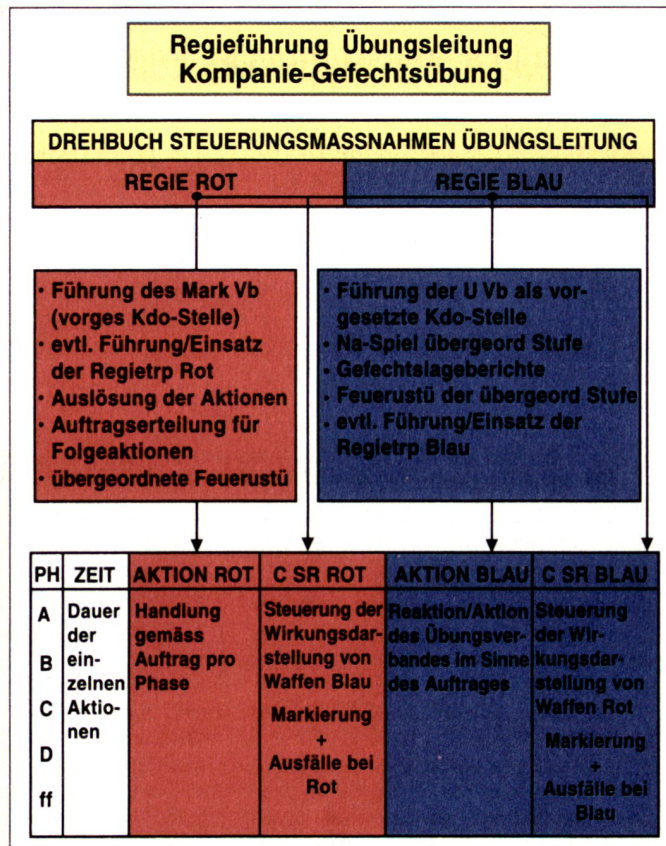 Regieführung Übungsleitung
Kompanie-Gefechtsübung
DREHBUCH STEUERUNGSMASSNAHMEN ÜBUNGSLEITUNG
REGIE ROT
REGIE BLAU
· Führung des Mark Vb
(vorges Kdo-Stelle)
· evtl. Führung/Einsatz
der Regietrp Rot
· Auslösung der Aktionen
· Auftragserteilung für
Folgeaktionen
· übergeordnete Feuerustü
· Führung der U Vb als vor-
gesetzte Kdo-Stelle
· Na-Spiel übergeord Stufe
· Gefechtslageberichte
· Feuerustü der übergeord Stufe
· evtl. Führung/Einsatz der
Regietrp Blau
PH
A
B
C
D
ff
ZEIT
Dauer
der
ein-
zelnen
Aktio-
nen
AKTION ROT
Handlung
gemäss
Auftrag pro
Phase
C SR ROT
Steuerung der
Wirkungsdar-
stellung von
Waffen Blau
Markierung
+
Ausfälle bei
Rot
AKTION BLAU
Reaktion/Aktion
des Übungsver-
bandes im Sinne
des Auftrages
C SR BLAU
Steuerung
der Wir-
kungsdar-
stellung von
Waffen Rot
Markierung
+
Ausfälle bei
Blau